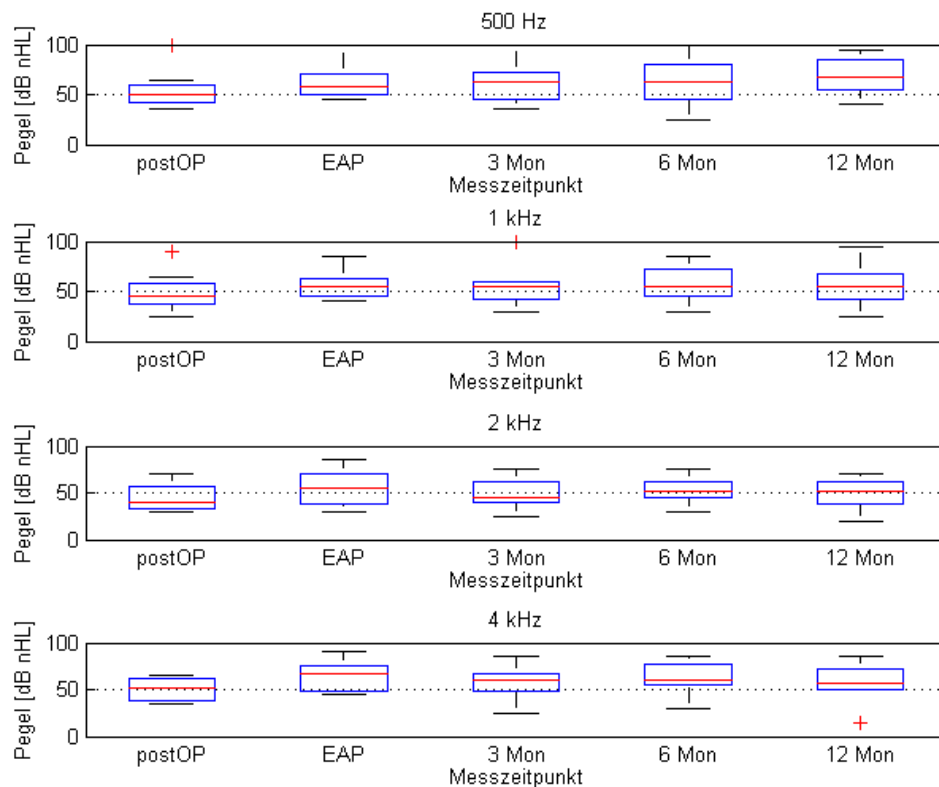 500 Hz
Pegel [dB nHL]
100
50
0
postOP EAP 3 Mon 6 Mon 12 Mon
Messzeitpunkt
1 kHz
Pegel [dB nHL]
100
50
0
postOP EAP 3 Mon 6 Mon 12 Mon
Messzeitpunkt
2 kHz
Pegel [dB nHL]
100
50
0
postOP EAP 3 Mon 6 Mon 12 Mon
Messzeitpunkt
4 kHz
Pegel [dB nHL]
100
50
0
postOP EAP 3 Mon 6 Mon 12 Mon
Messzeitpunkt